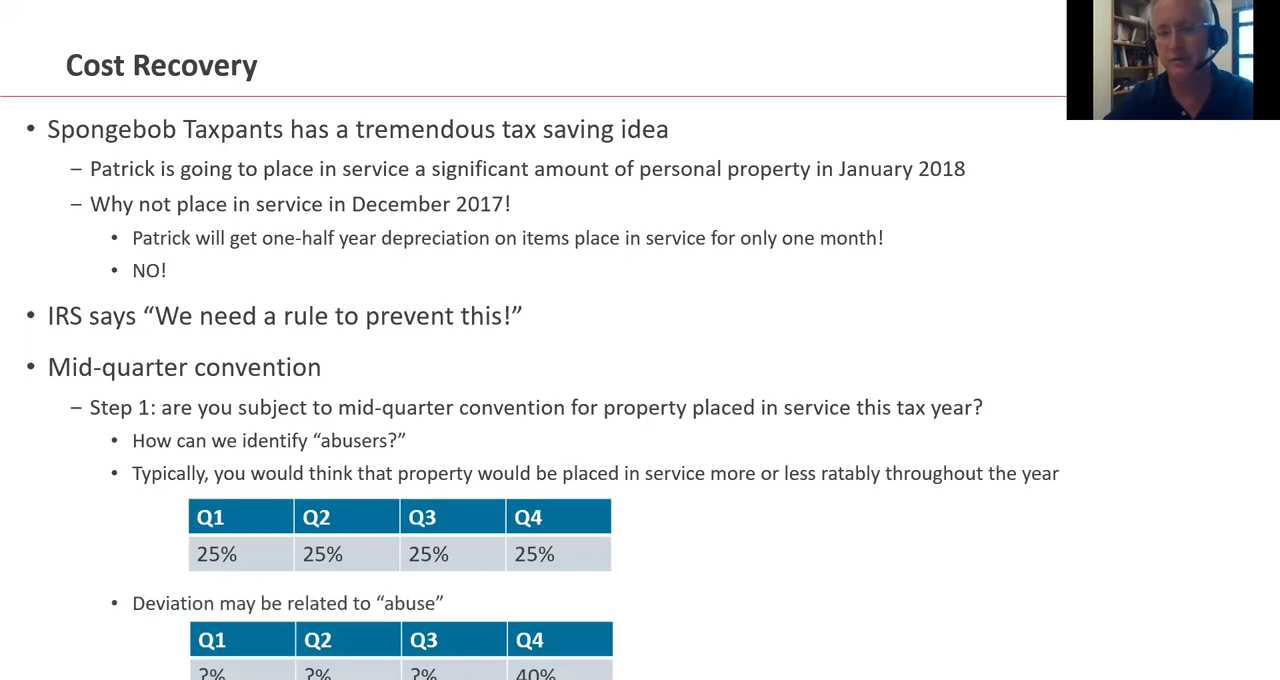 Cost Recovery
• Spongebob Taxpants has a tremendous tax saving idea
– Patrick is going to place in service a significant amount of personal property in January 2018
– Why not place in service in December 2017!
• Patrick will get one-half year depreciation on items place in service for only one month!
• NO!
• IRS says “We need a rule to prevent this!”
• Mid-quarter convention
– Step 1: are you subject to mid-quarter convention for property placed in service this tax year?
• How can we identify “abusers?”
• Typically, you would think that property would be placed in service more or less ratably throughout the year
Q1 Q2 Q3 Q4
25% 25% 25% 25%
• Deviation may be related to “abuse”
Q1 Q2 Q3 Q4
?% ?% ?% 40%